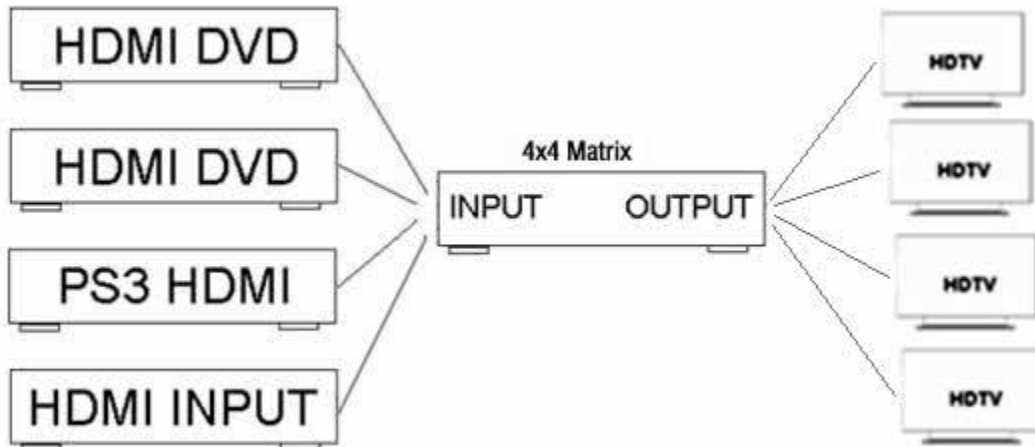 HDMI DVD
HDMI DVD
PS3 HDMI
HDMI INPUT
4x4 Matrix
INPUT OUTPUT
HDTV
HDTV
HDTV
HDTV